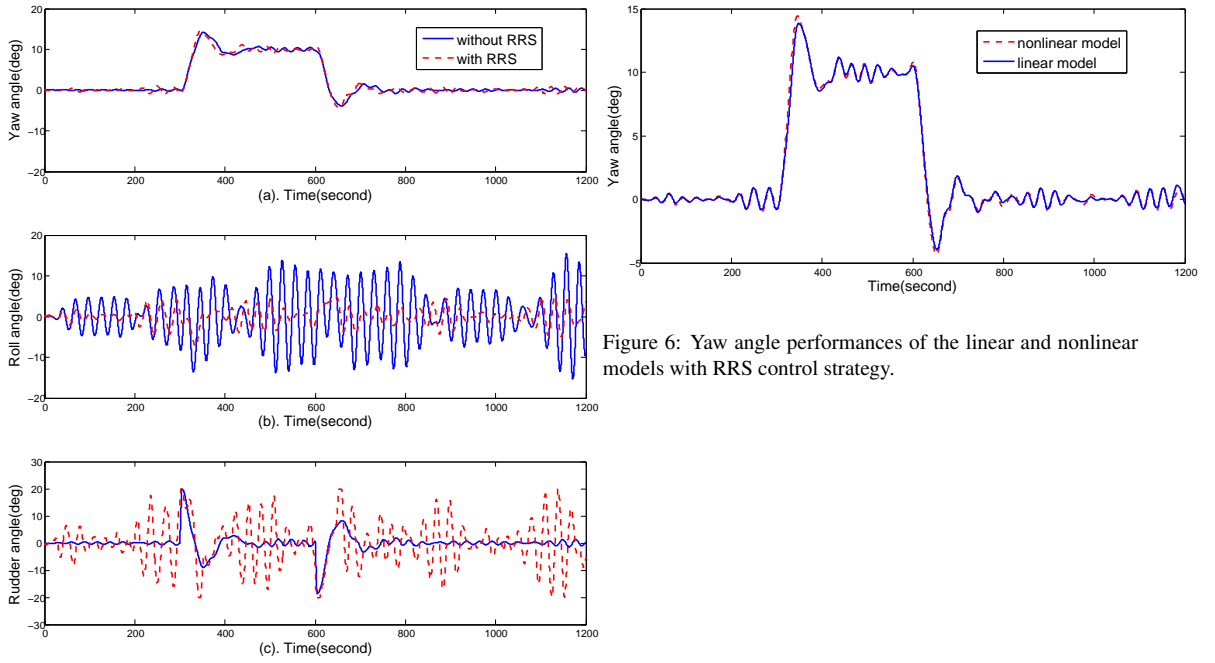 20
10
0
−10
−20
Yaw angle(deg)
without RRS
with RRS
0 200 400 600 800 1000 1200
(a). Time(second)
20
10
0
−10
−20
Roll angle(deg)
0 200 400 600 800 1000 1200
(b). Time(second)
30
20
10
0
−10
−20
−30
Rudder angle(deg)
0 200 400 600 800 1000 1200
(c). Time(second)
15
10
5
0
−5
Yaw angle(deg)
nonlinear model
linear model
0 200 400 600 800 1000 1200
Time(second)
Figure 6: Yaw angle performances of the linear and nonlinear
models with RRS control strategy.